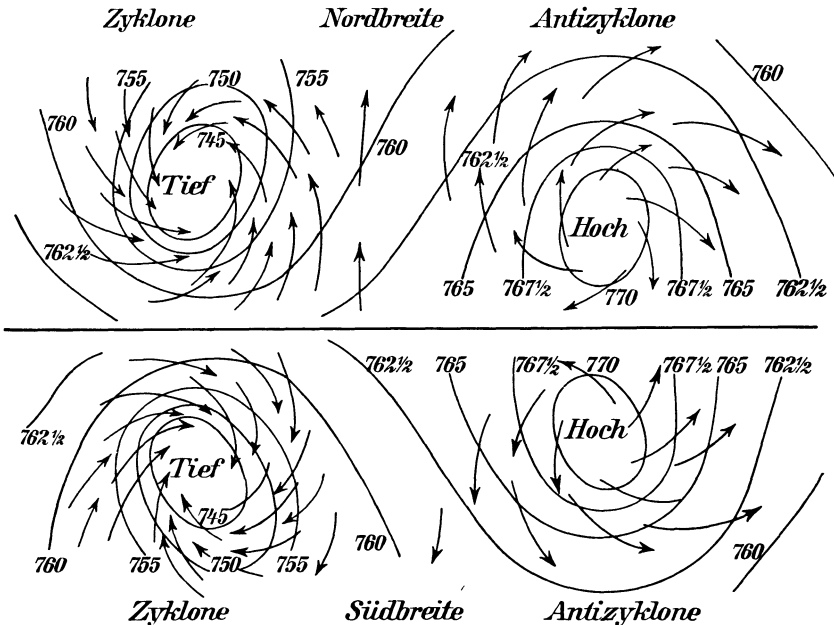 Zyklone Nordbreite Antizyklone
755 750 755 760
760 745 760 762½
Tief Hoch
762½
765 767½ 770 767½ 765 762½
762½ 765 767½ 770 767½ 765 762½
762½ Tief Hoch
745
760 755 750 755 760 760
Zyklone Südbreite Antizyklone